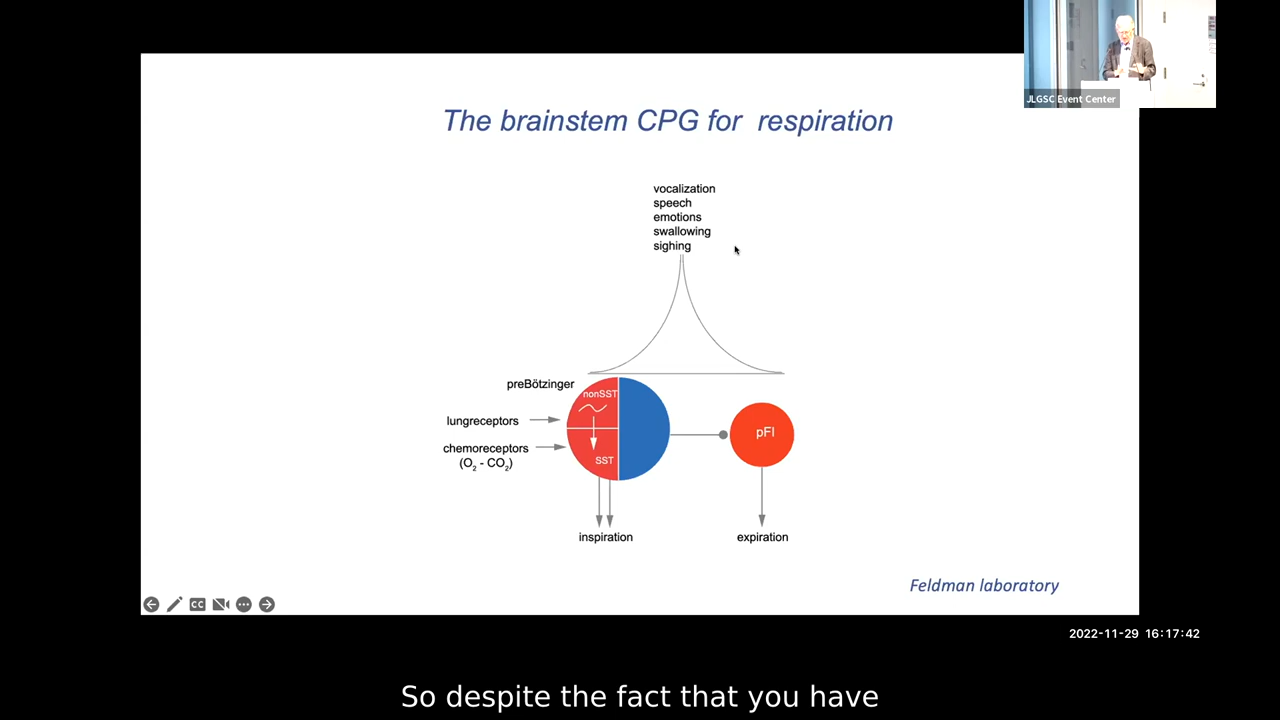 JLGSC Event Center
The brainstem CPG for respiration
vocalization
speech
emotions
swallowing
sighing
preBötzinger
nonSST
lungreceptors
chemoreceptors
(O₂ - CO₂)
SST
pFl
inspiration
expiration
Feldman laboratory
CC
2022-11-29 16:17:42
So despite the fact that you have